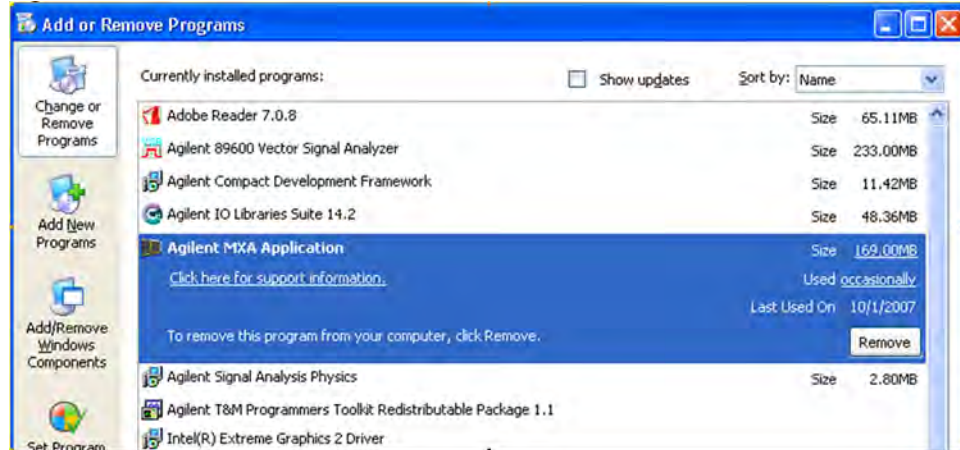 Add or Remove Programs
Change or
Remove
Programs
Currently installed programs:
Show updates
Sort by: Name
Adobe Reader 7.0.8 Size 65.11MB
Agilent 89600 Vector Signal Analyzer Size 233.00MB
Agilent Compact Development Framework Size 11.42MB
Agilent IO Libraries Suite 14.2 Size 48.36MB
Add New
Programs
Agilent MXA Application Size 169.00MB
Click here for support information. Used occasionally
Last Used On 10/1/2007
To remove this program from your computer, click Remove. Remove
Add/Remove
Windows
Components
Agilent Signal Analysis Physics Size 2.80MB
Agilent T&M Programmers Toolkit Redistributable Package 1.1
Intel(R) Extreme Graphics 2 Driver
Set Program